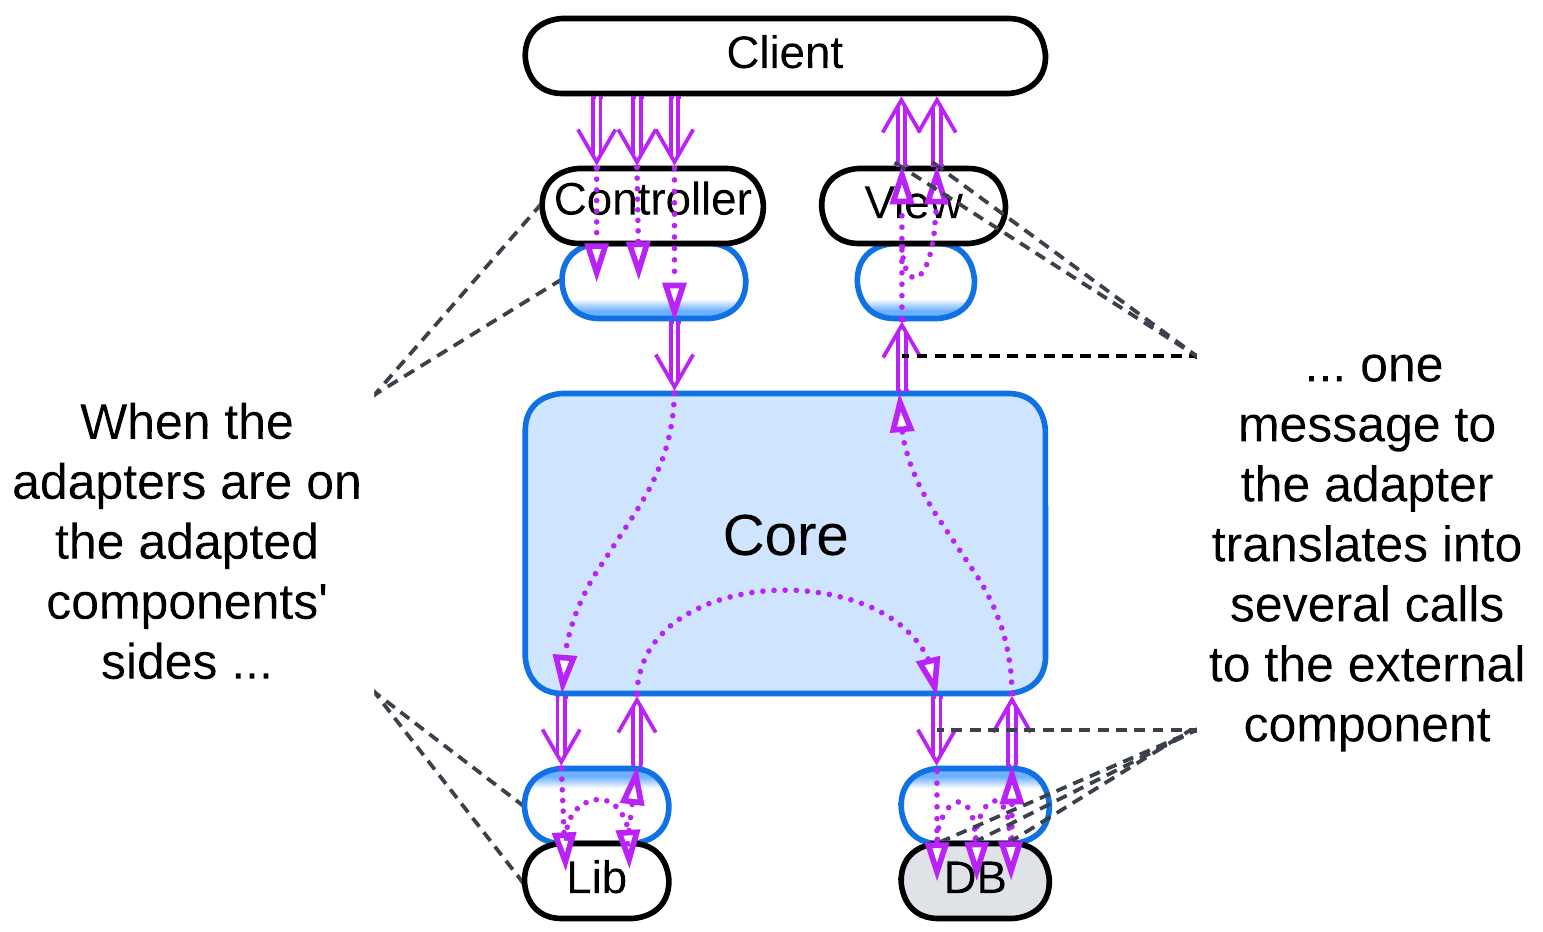 Client
Controller
View
When the
adapters are on
the adapted
components'
sides ...
... one
message to
the adapter
translates into
several calls
to the external
component
Core
Lib
DB